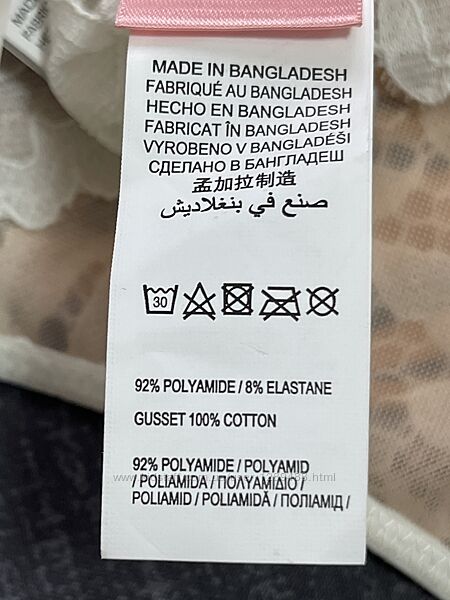 MADE IN BANGLADESH
FABRIQUÉ AU BANGLADESH
HECHO EN BANGLADESH
FABRICAT ÎN BANGLADESH
VYROBENO V BANGLADÉŠI
СДЕЛАНО В БАНГЛАДЕШ
孟加拉制造
صنع في بنغلاديش
30
92% POLYAMIDE / 8% ELASTANE
GUSSET 100% COTTON
92% POLYAMIDE / POLYAMID
/ POLIAMIDA / ΠΟΛΥΑΜΙΔΙΟ /
POLIAMID / POLIAMIDĂ / ПОЛІАМІД /